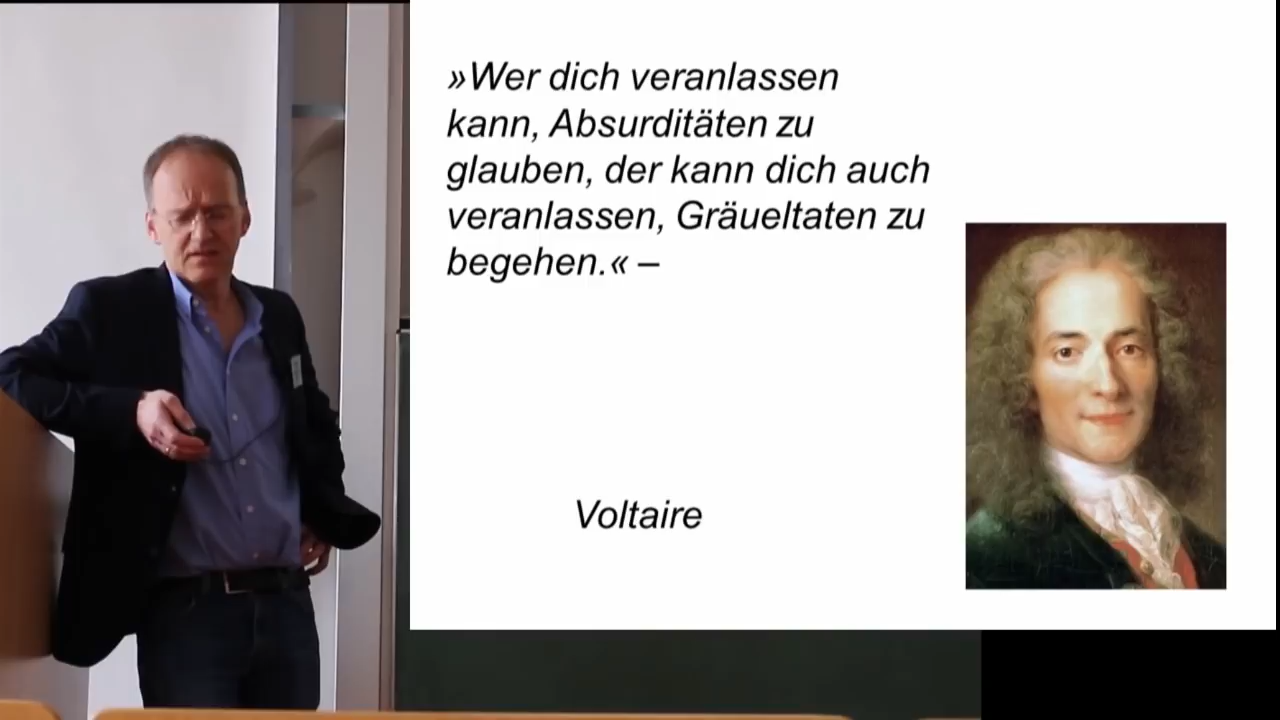 »Wer dich veranlassen
kann, Absurditäten zu
glauben, der kann dich auch
veranlassen, Gräueltaten zu
begehen.« –
Voltaire